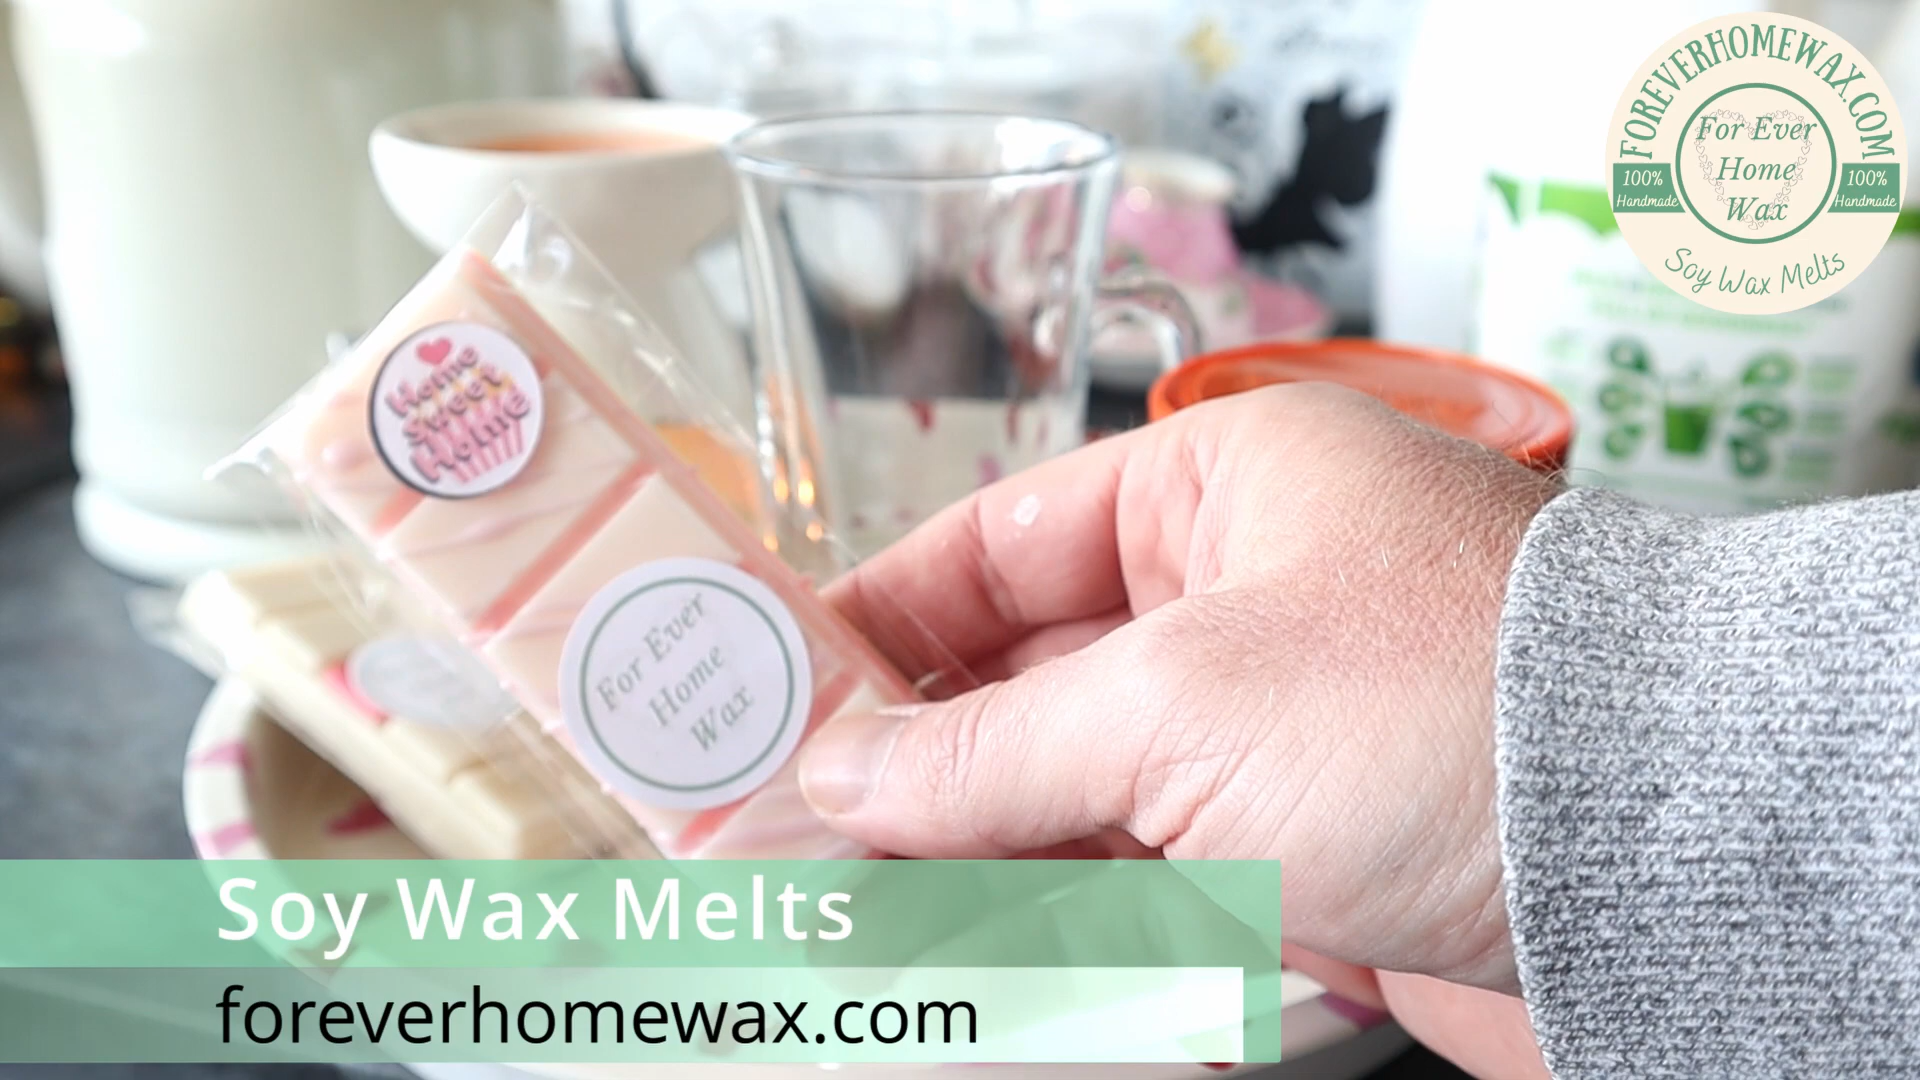 FOREVERHOMEWAX.COM
For Ever
Home
Wax
100%
Handmade
100%
Handmade
Soy Wax Melts
Home
Sweet
Home
For Ever
Home
Wax
Soy Wax Melts
foreverhomewax.com